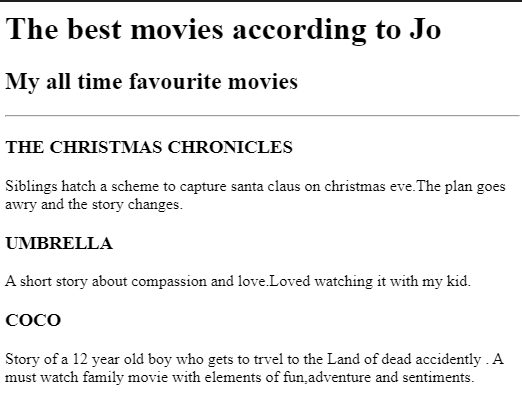 The best movies according to Jo
My all time favourite movies
THE CHRISTMAS CHRONICLES
Siblings hatch a scheme to capture santa claus on christmas eve.The plan goes
awry and the story changes.
UMBRELLA
A short story about compassion and love.Loved watching it with my kid.
COCO
Story of a 12 year old boy who gets to trvel to the Land of dead accidently . A
must watch family movie with elements of fun,adventure and sentiments.